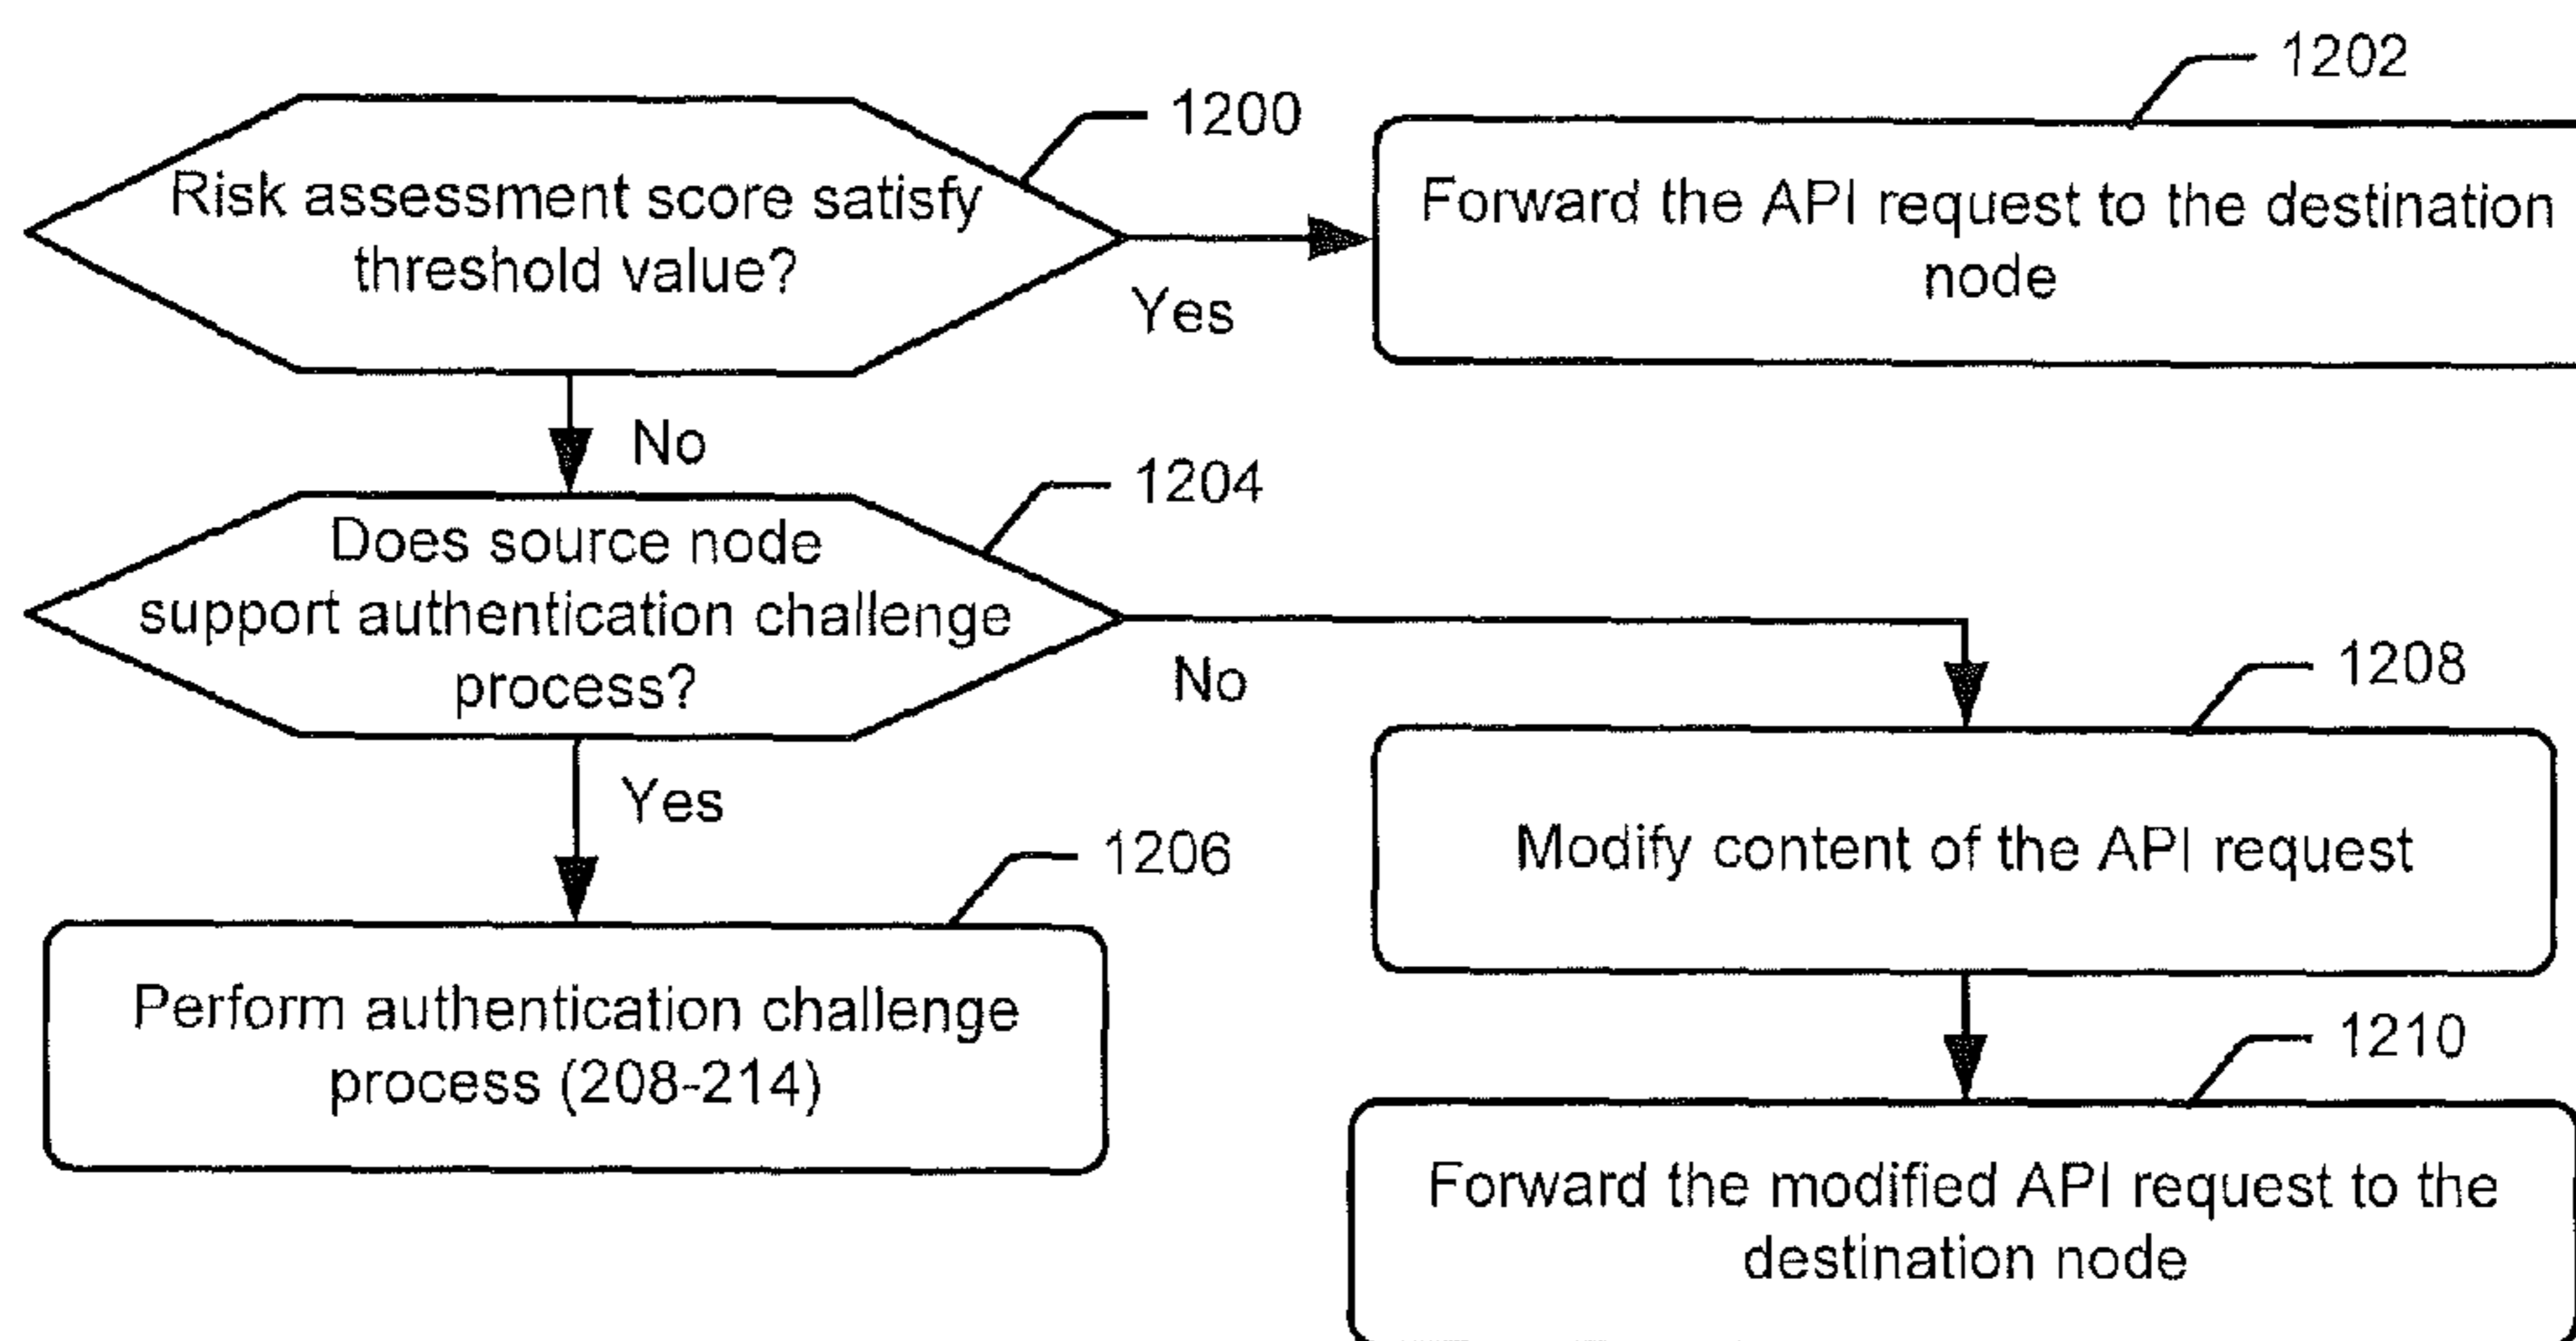 1202
1200
Risk assessment score satisfy
threshold value?
Forward the API request to the destination
node
Yes
No
1204
Does source node
support authentication challenge
process?
No
1208
Yes
Modify content of the API request
1206
Perform authentication challenge
process (208-214)
1210
Forward the modified API request to the
destination node